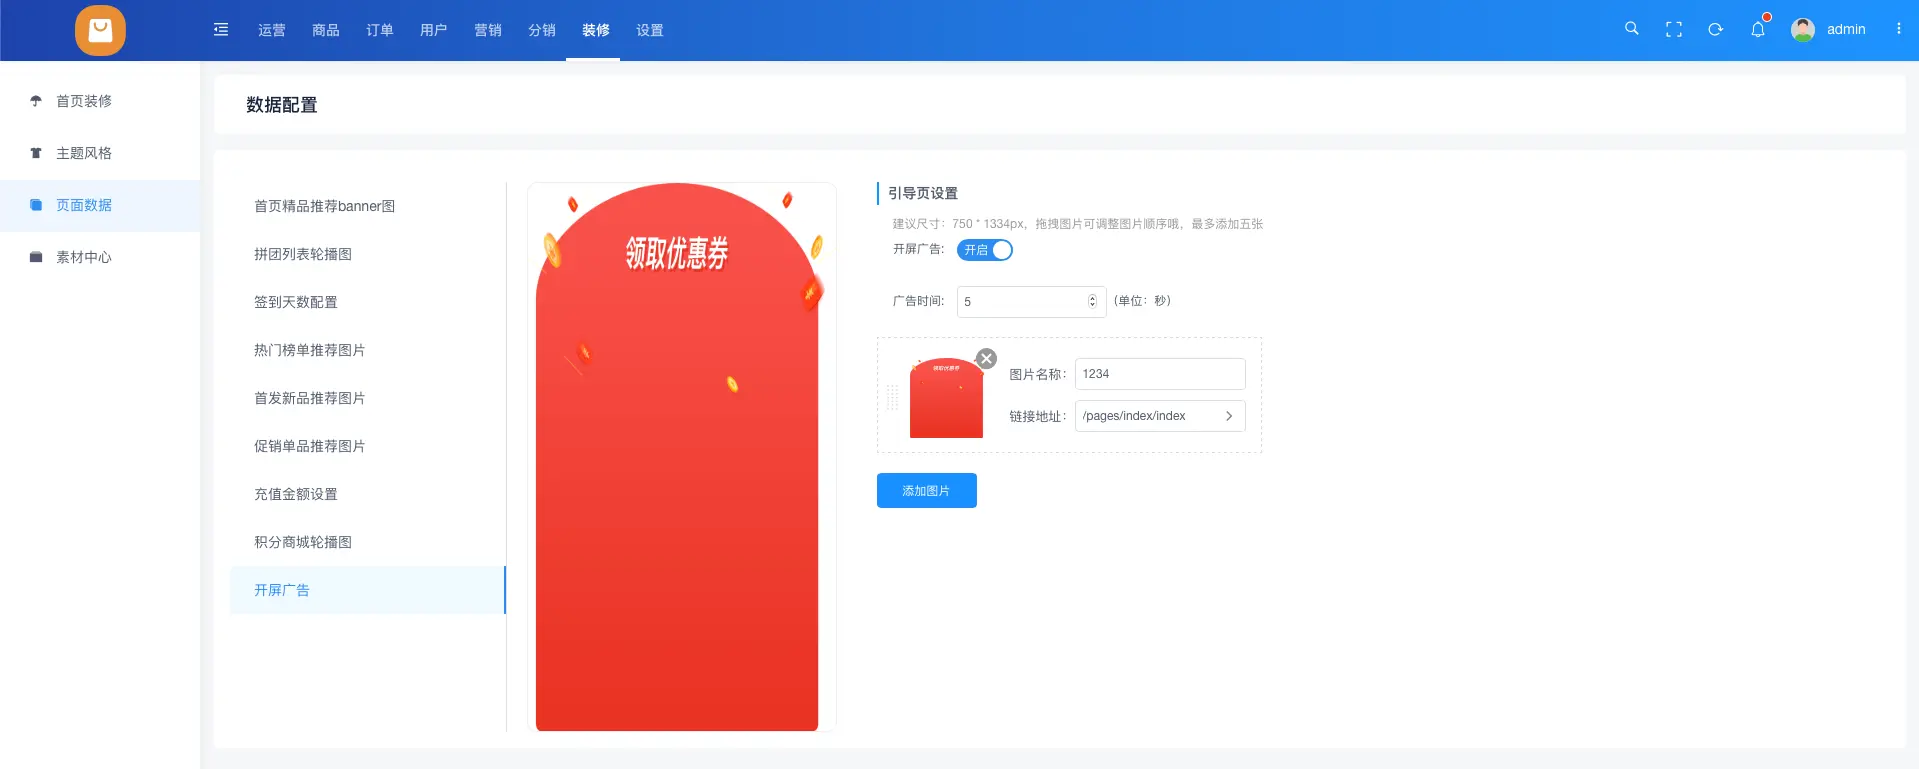 运营 商品 订单 用户 营销 分销 装修 设置 admin
首页装修
主题风格
页面数据
素材中心
数据配置
首页精品推荐banner图
拼团列表轮播图
签到天数配置
热门榜单推荐图片
首发新品推荐图片
促销单品推荐图片
充值金额设置
积分商城轮播图
开屏广告
领取优惠券
引导页设置
建议尺寸：750 * 1334px，拖拽图片可调整图片顺序哦，最多添加五张
开屏广告： 开启
广告时间： 5 (单位：秒)
领取优惠券
图片名称： 1234
链接地址： /pages/index/index
添加图片